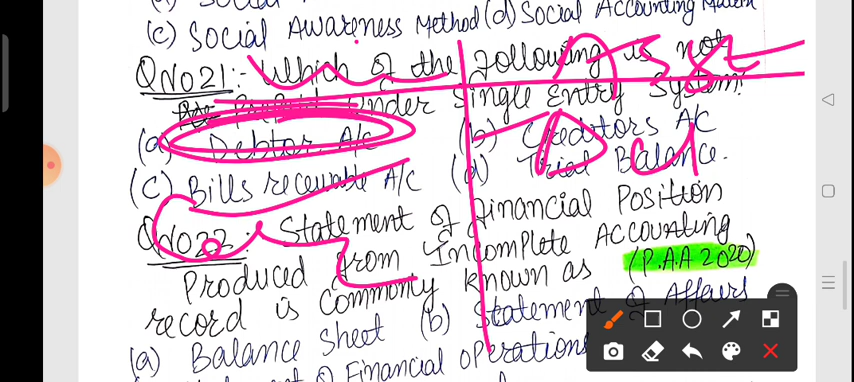 (c) Social Awareness Method (d) Social Accounting
QNO21:- Which of the following is not
Under Single Entry System?
(a) Debtor A/c (b) Creditors A/C
(c) Bills receivable A/c (d) Trial Balance.
QNO22:- Statement of financial Position
Produced from Incomplete Accounting
record is commonly known as (P.A.A 2020)
(a) Balance Sheet (b) Statement of Affairs
of Financial operations